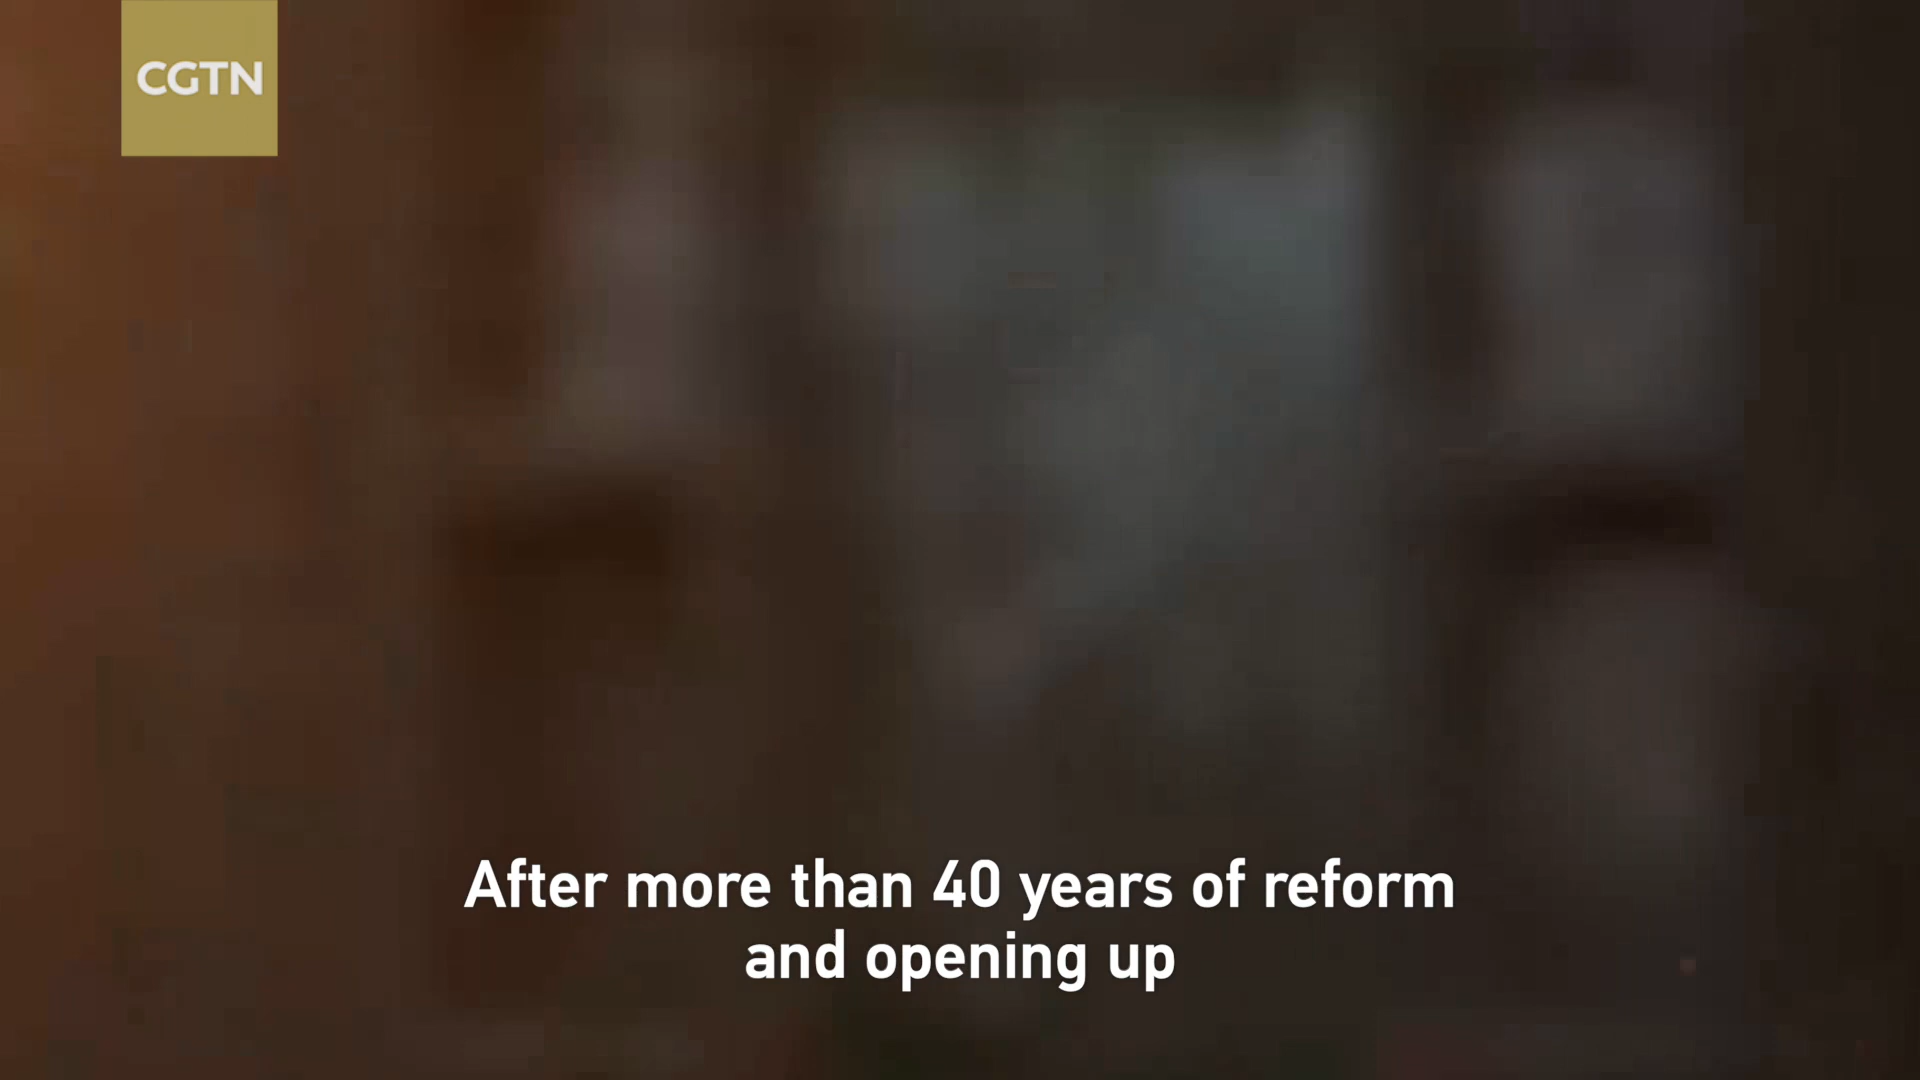 CGTN
After more than 40 years of reform
and opening up